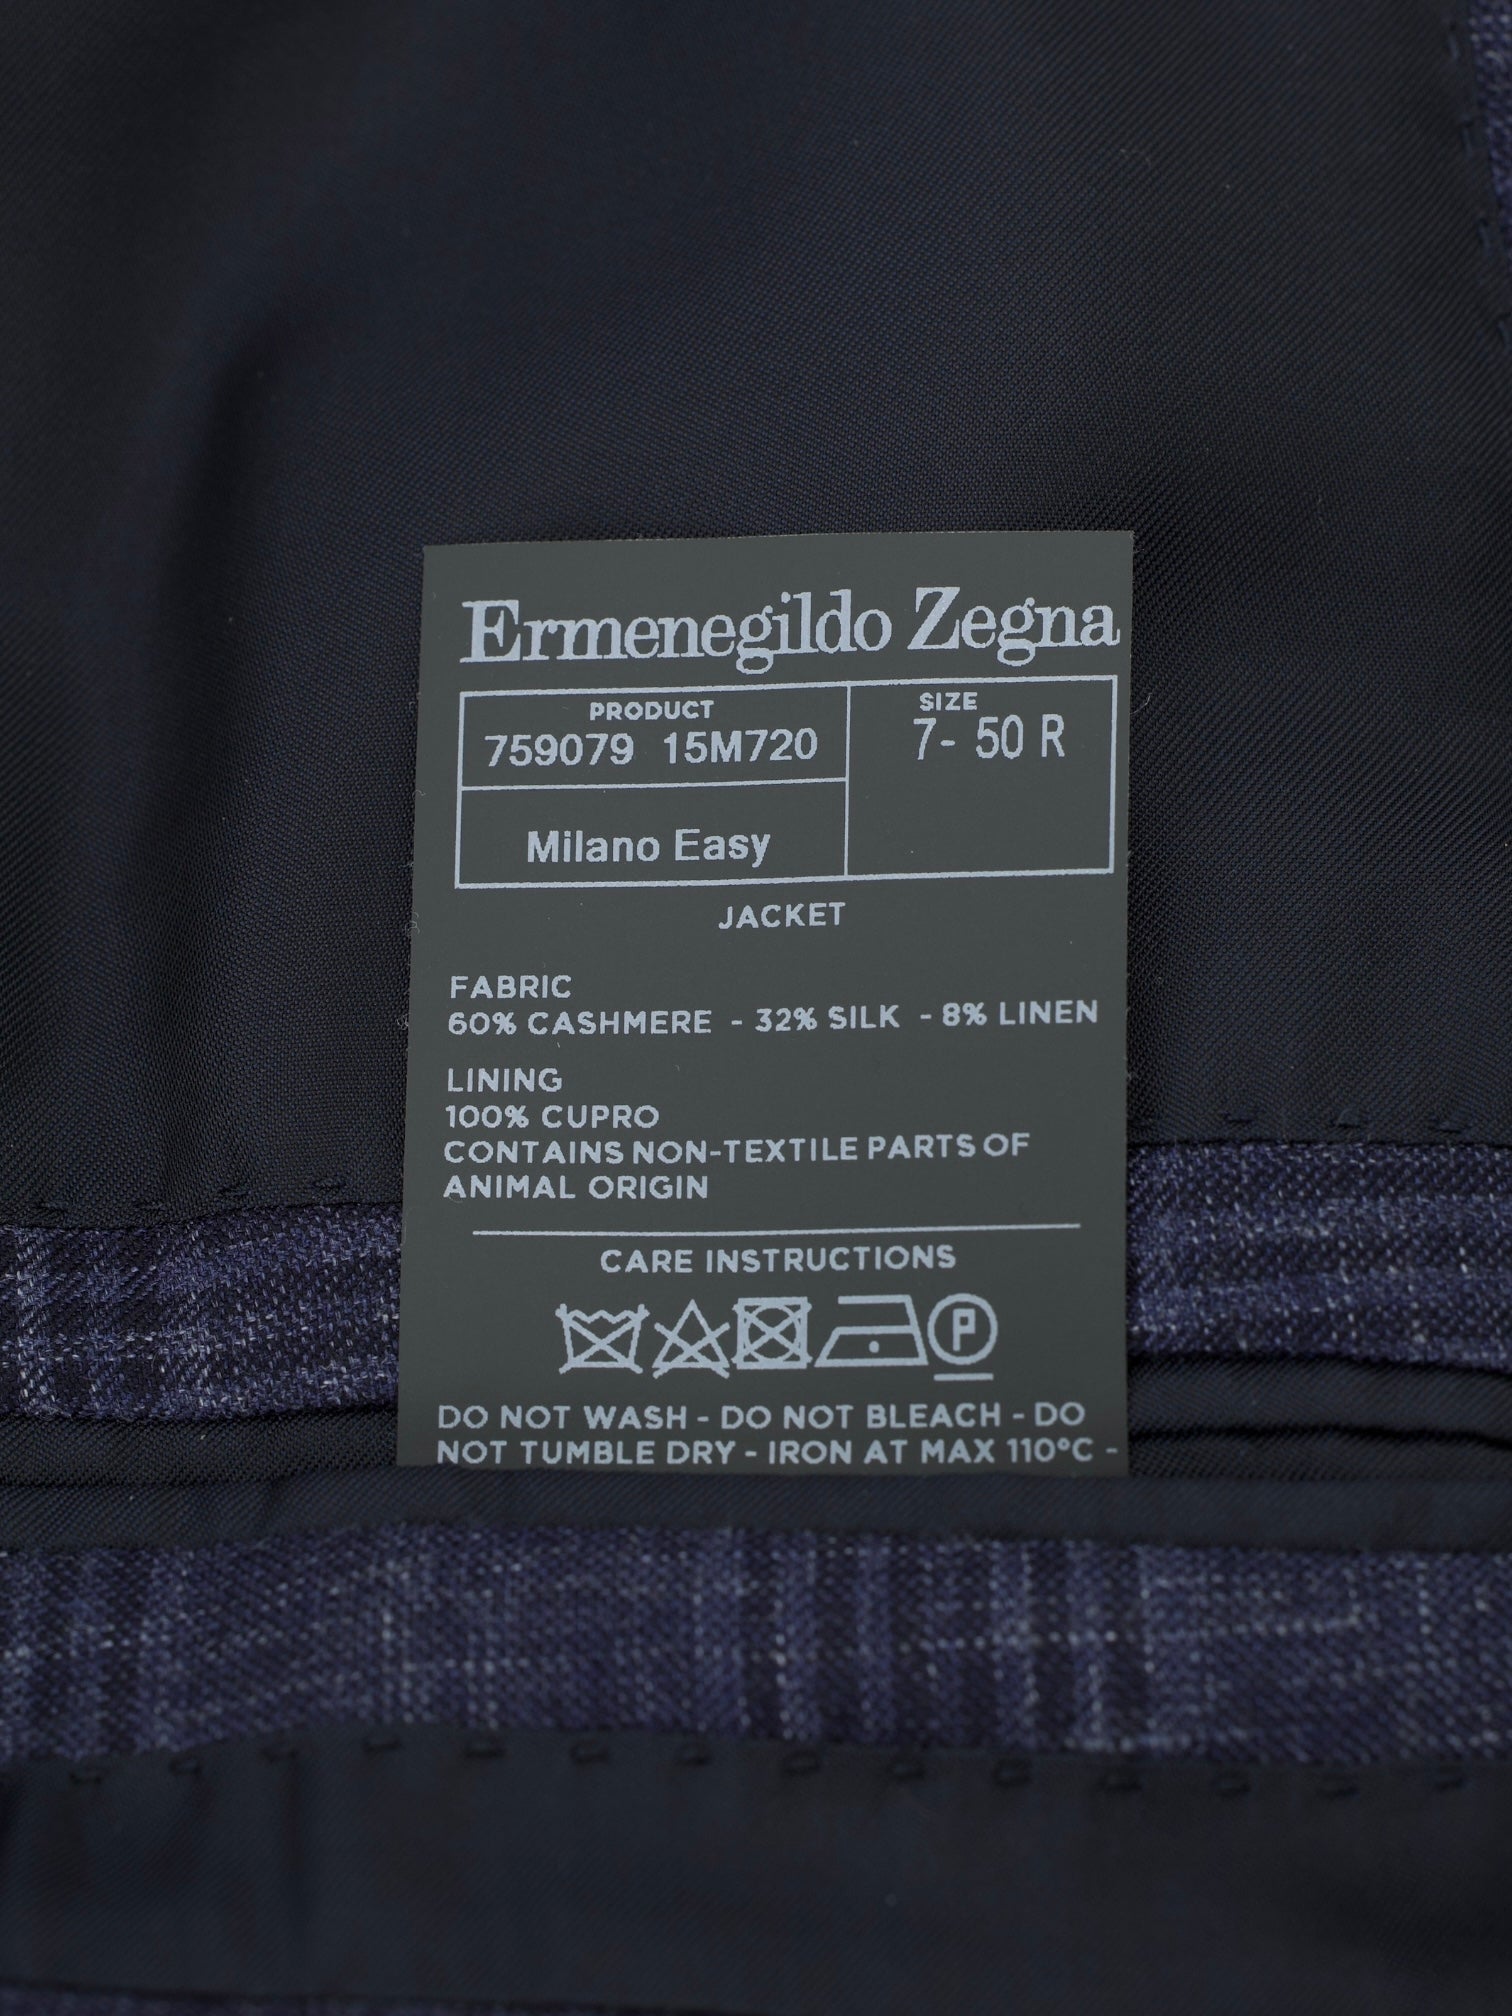 Ermenegildo Zegna
PRODUCT
759079 15M720
SIZE
7- 50 R
Milano Easy
JACKET
FABRIC
60% CASHMERE - 32% SILK - 8% LINEN
LINING
100% CUPRO
CONTAINS NON-TEXTILE PARTS OF
ANIMAL ORIGIN
CARE INSTRUCTIONS
P
DO NOT WASH - DO NOT BLEACH - DO
NOT TUMBLE DRY - IRON AT MAX 110°C -